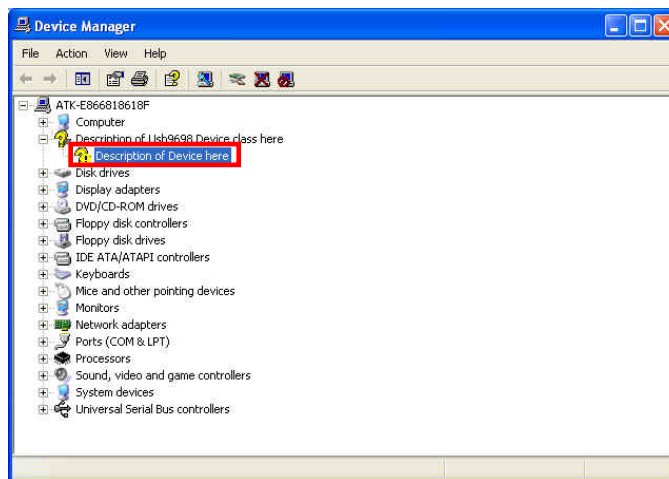 Device Manager
File Action View Help
ATK-E866818618F
Computer
Description of Usb9698 Device class here
Description of Device here
Disk drives
Display adapters
DVD/CD-ROM drives
Floppy disk controllers
Floppy disk drives
IDE ATA/ATAPI controllers
Keyboards
Mice and other pointing devices
Monitors
Network adapters
Ports (COM & LPT)
Processors
Sound, video and game controllers
System devices
Universal Serial Bus controllers